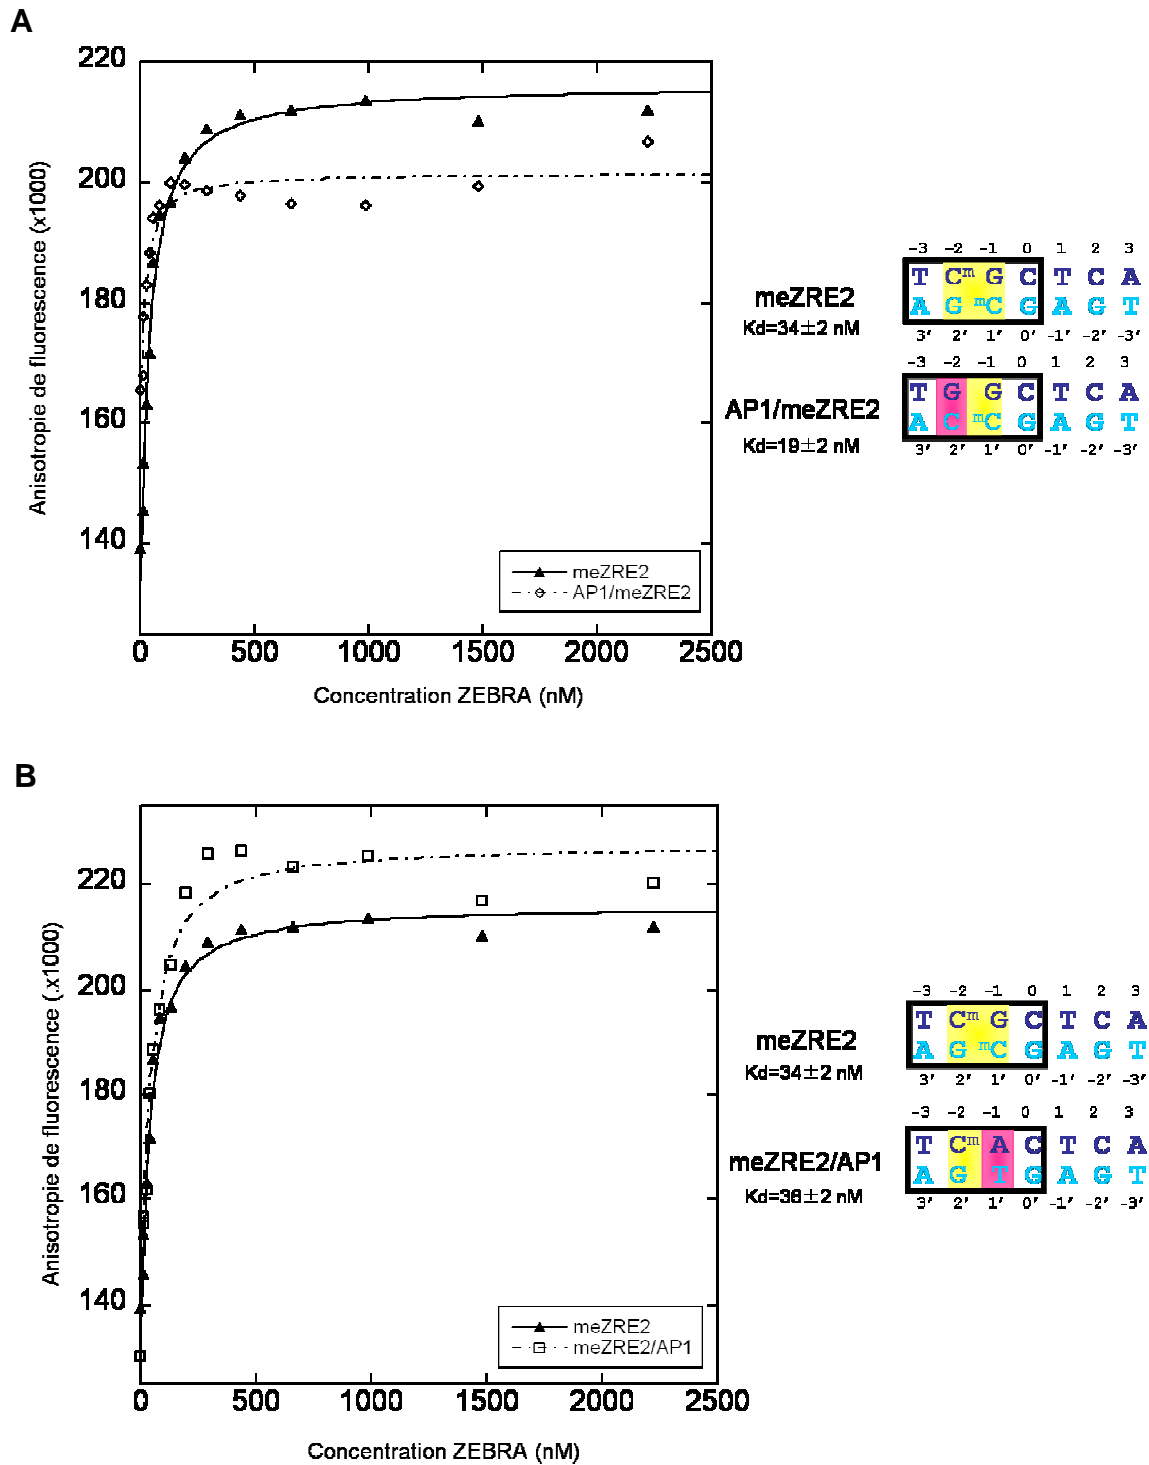 A
220
200
180
160
140
0 500 1000 1500 2000 2500
Anisotropie de fluorescence (x1000)
Concentration ZEBRA (nM)
meZRE2
AP1/meZRE2
meZRE2
Kd=34±2 nM
-3 -2 -1 0 1 2 3
T Cm G C T C A
A G mC G A G T
3' 2' 1' 0' -1' -2' -3'
AP1/meZRE2
Kd=19±2 nM
-3 -2 -1 0 1 2 3
T G G C T C A
A C mC G A G T
3' 2' 1' 0' -1' -2' -3'
B
220
200
180
160
140
0 500 1000 1500 2000 2500
Anisotropie de fluorescence (.x1000)
Concentration ZEBRA (nM)
meZRE2
meZRE2/AP1
meZRE2
Kd=34±2 nM
-3 -2 -1 0 1 2 3
T Cm G C T C A
A G mC G A G T
3' 2' 1' 0' -1' -2' -3'
meZRE2/AP1
Kd=36±2 nM
-3 -2 -1 0 1 2 3
T Cm A C T C A
A G T G A G T
3' 2' 1' 0' -1' -2' -3'